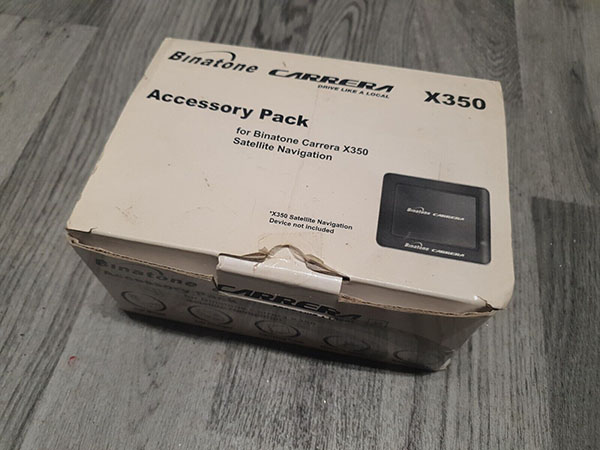 Binatone CARRERA X350
DRIVE LIKE A LOCAL
Accessory Pack
for Binatone Carrera X350
Satellite Navigation
*X350 Satellite Navigation
Device not included
Binatone CARRERA
Binatone CARRERA
Binatone CARRERA